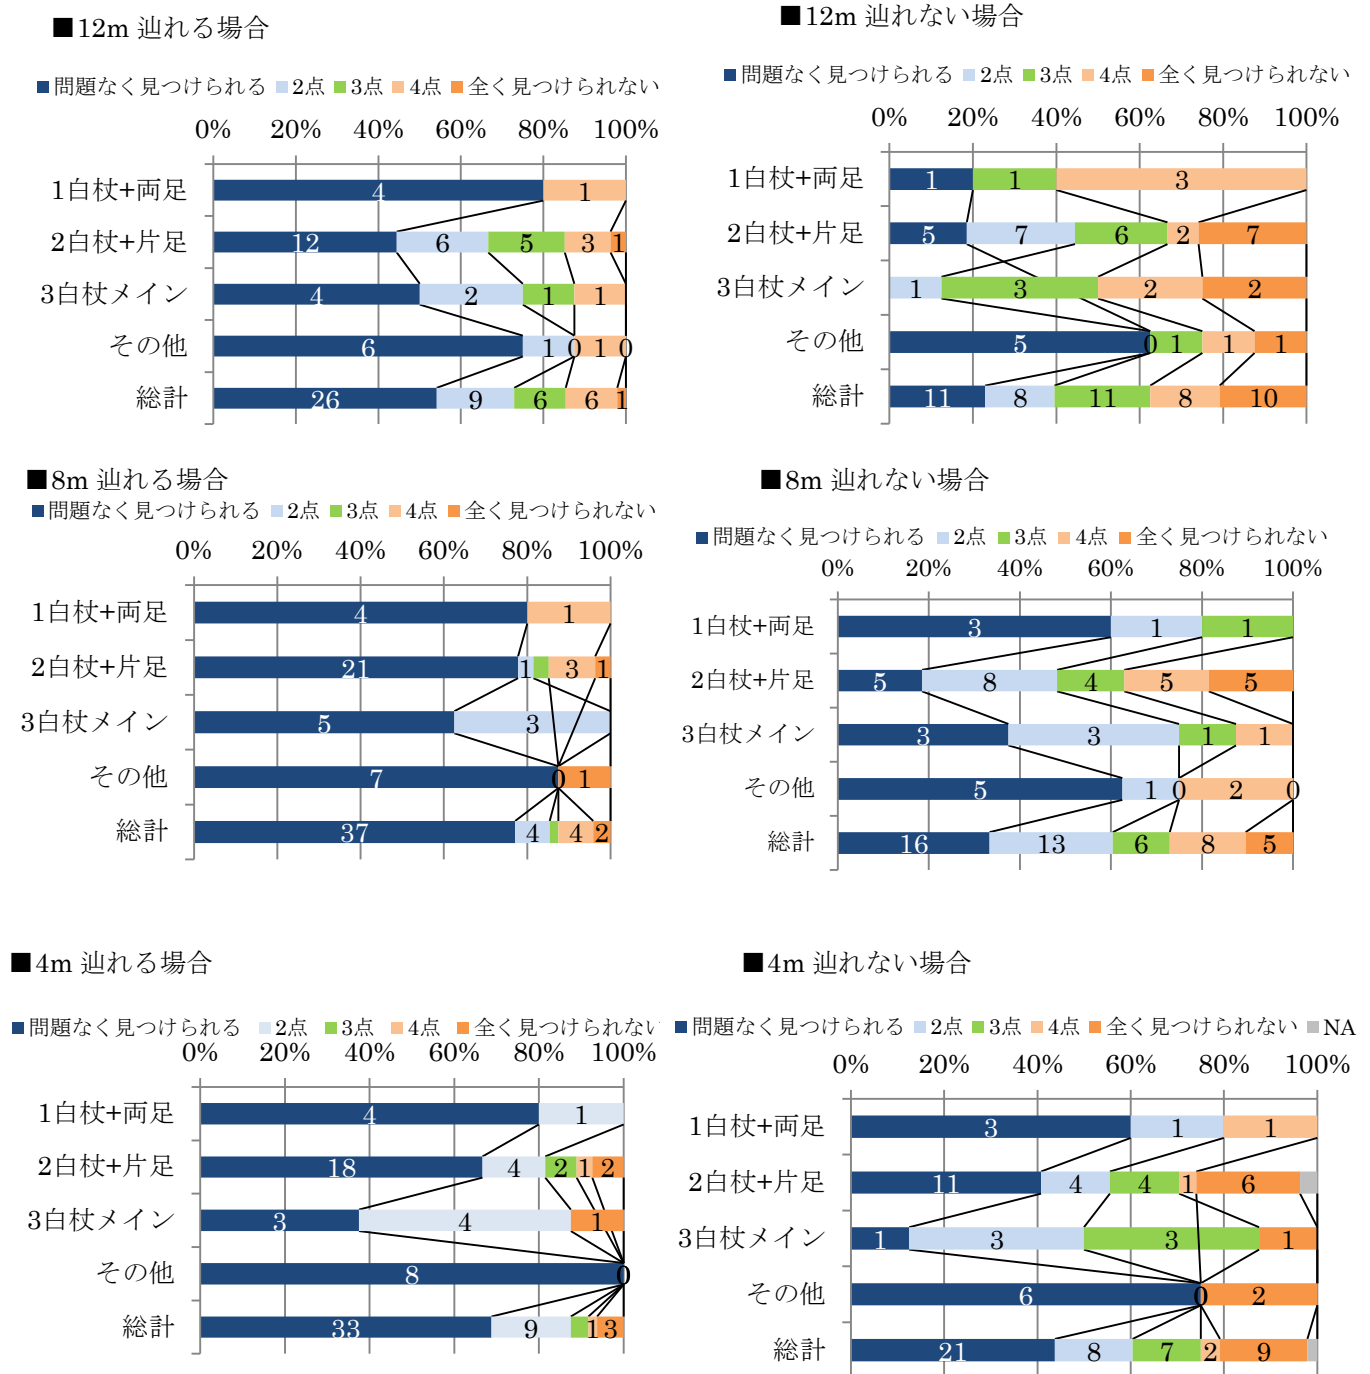 ■12m 辿れる場合
問題なく見つけられる 2点 3点 4点 全く見つけられない
0% 20% 40% 60% 80% 100%
1白杖+両足 4 1
2白杖+片足 12 6 5 3 1
3白杖メイン 4 2 1 1
その他 6 1 0 1 0
総計 26 9 6 6 1
■12m 辿れない場合
問題なく見つけられる 2点 3点 4点 全く見つけられない
0% 20% 40% 60% 80% 100%
1白杖+両足 1 1 3
2白杖+片足 5 7 6 2 7
3白杖メイン 1 3 2 2
その他 5 0 1 1 1
総計 11 8 11 8 10
■8m 辿れる場合
問題なく見つけられる 2点 3点 4点 全く見つけられない
0% 20% 40% 60% 80% 100%
1白杖+両足 4 1
2白杖+片足 21 1 3 1
3白杖メイン 5 3
その他 7 0 1
総計 37 4 4 2
■8m 辿れない場合
問題なく見つけられる 2点 3点 4点 全く見つけられない
0% 20% 40% 60% 80% 100%
1白杖+両足 3 1 1
2白杖+片足 5 8 4 5 5
3白杖メイン 3 3 1 1
その他 5 1 0 2 0
総計 16 13 6 8 5
■4m 辿れる場合
問題なく見つけられる 2点 3点 4点 全く見つけられない
0% 20% 40% 60% 80% 100%
1白杖+両足 4 1
2白杖+片足 18 4 2 1 2
3白杖メイン 3 4 1
その他 8 0
総計 33 9 1 3
■4m 辿れない場合
問題なく見つけられる 2点 3点 4点 全く見つけられない NA
0% 20% 40% 60% 80% 100%
1白杖+両足 3 1 1
2白杖+片足 11 4 4 1 6
3白杖メイン 1 3 3 1
その他 6 0 2
総計 21 8 7 2 9